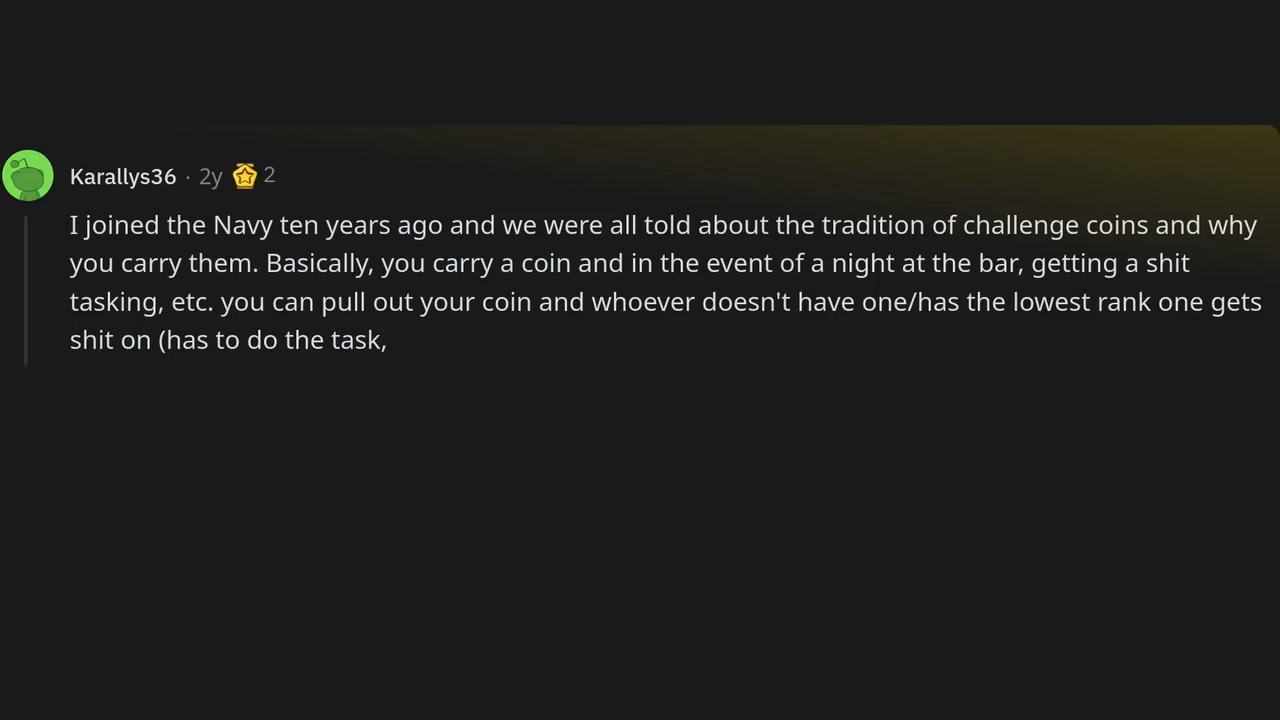 Karallys36 · 2y 2
I joined the Navy ten years ago and we were all told about the tradition of challenge coins and why
you carry them. Basically, you carry a coin and in the event of a night at the bar, getting a shit
tasking, etc. you can pull out your coin and whoever doesn't have one/has the lowest rank one gets
shit on (has to do the task,